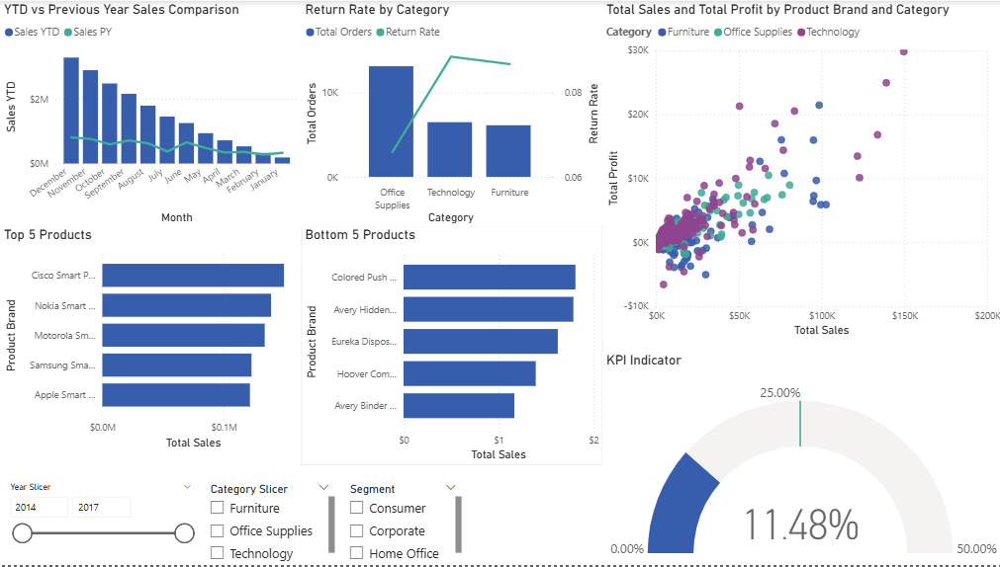 YTD vs Previous Year Sales Comparison
Sales YTD Sales PY
Sales YTD
$2M
$0M
December
November
October
September
August
July
June
May
April
March
February
January
Month
Return Rate by Category
Total Orders Return Rate
Total Orders
10K
0K
0.08
0.06
Return Rate
Office
Supplies
Technology
Furniture
Category
Total Sales and Total Profit by Product Brand and Category
Category Furniture Office Supplies Technology
Total Profit
$30K
$20K
$10K
$0K
-$10K
$0K
$50K
$100K
$150K
$200K
Total Sales
Top 5 Products
Product Brand
Cisco Smart P...
Nokia Smart ...
Motorola Sm...
Samsung Sma...
Apple Smart ...
$0.0M
$0.1M
Total Sales
Bottom 5 Products
Product Brand
Colored Push ...
Avery Hidden...
Eureka Dispos...
Hoover Com...
Avery Binder ...
$0
$1
$2
Total Sales
KPI Indicator
25.00%
11.48%
0.00%
50.00%
Year Slicer
2014
2017
Category Slicer
Furniture
Office Supplies
Technology
Segment
Consumer
Corporate
Home Office